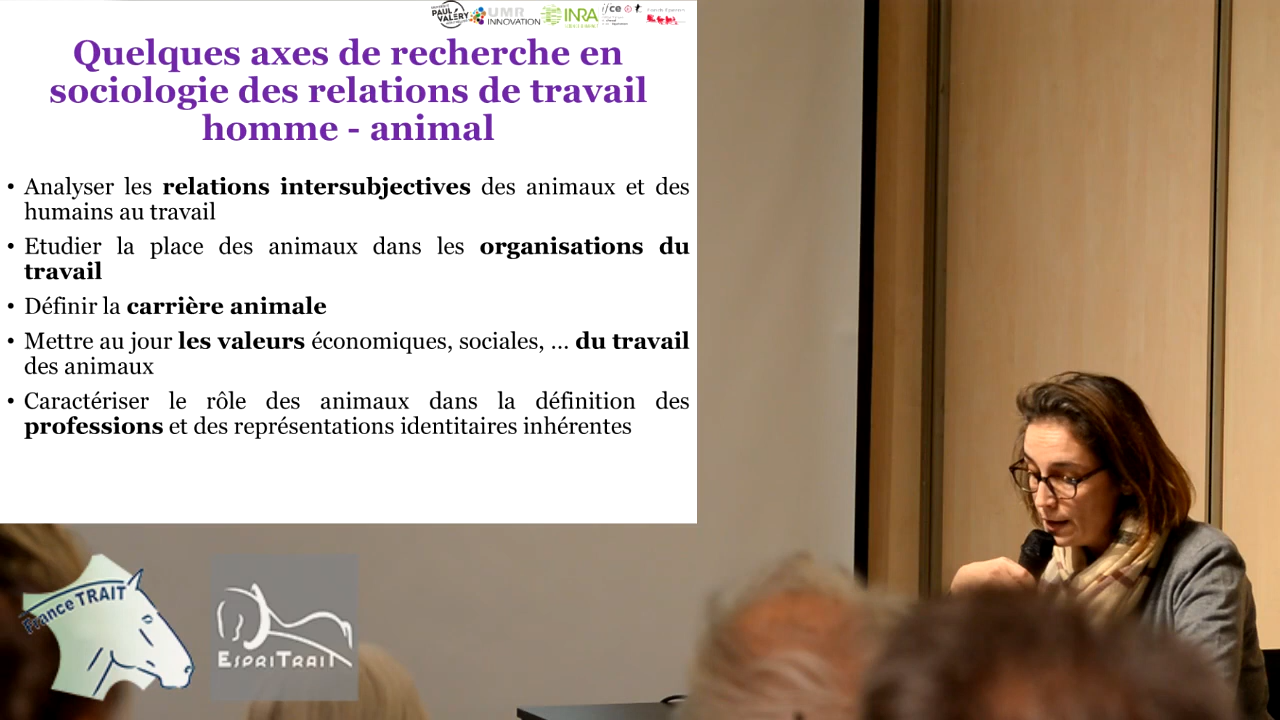 PAUL
VALÉRY
UMR
INNOVATION
INRA
ifce
Quelques axes de recherche en
sociologie des relations de travail
homme - animal
• Analyser les relations intersubjectives des animaux et des
humains au travail
• Etudier la place des animaux dans les organisations du
travail
• Définir la carrière animale
• Mettre au jour les valeurs économiques, sociales, ... du travail
des animaux
• Caractériser le rôle des animaux dans la définition des
professions et des représentations identitaires inhérentes
France TRAIT
ESPRITRAIT